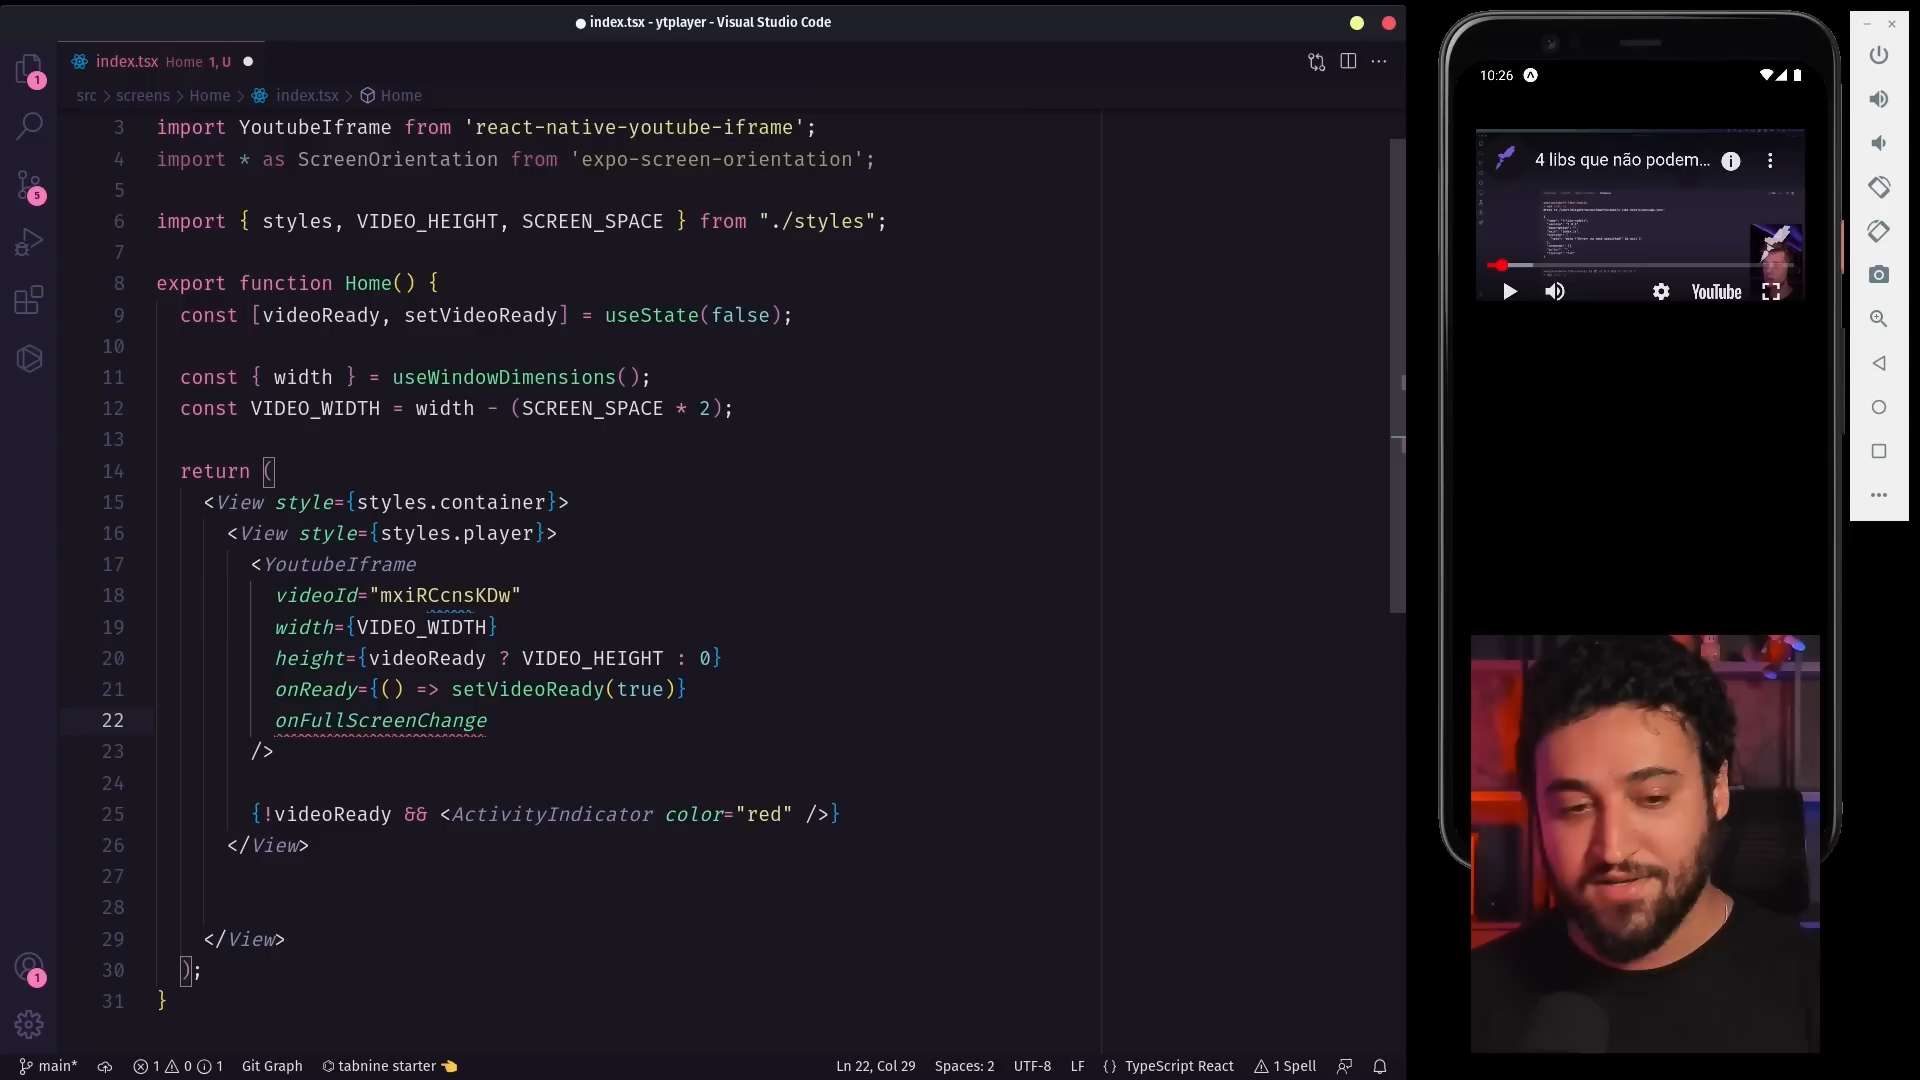 index.tsx - ytplayer - Visual Studio Code
1
index.tsx Home 1, U
src > screens > Home > index.tsx > Home
3 import YoutubeIframe from 'react-native-youtube-iframe';
4 import * as ScreenOrientation from 'expo-screen-orientation';
5
6 import { styles, VIDEO_HEIGHT, SCREEN_SPACE } from "./styles";
7
8 export function Home() {
9 const [videoReady, setVideoReady] = useState(false);
10
11 const { width } = useWindowDimensions();
12 const VIDEO_WIDTH = width - (SCREEN_SPACE * 2);
13
14 return (
15 <View style={styles.container}>
16 <View style={styles.player}>
17 <YoutubeIframe
18 videoId="mxiRCcnsKDw"
19 width={VIDEO_WIDTH}
20 height={videoReady ? VIDEO_HEIGHT : 0}
21 onReady={() => setVideoReady(true)}
22 onFullScreenChange
23 />
24
25 {!videoReady && <ActivityIndicator color="red" />}
26 </View>
27
28
29 </View>
30 );
31 }
5
1
main* 1 0 1 Git Graph tabnine starter 👈 Ln 22, Col 29 Spaces: 2 UTF-8 LF {} TypeScript React 1 Spell
10:26
4 libs que não podem...
YouTube